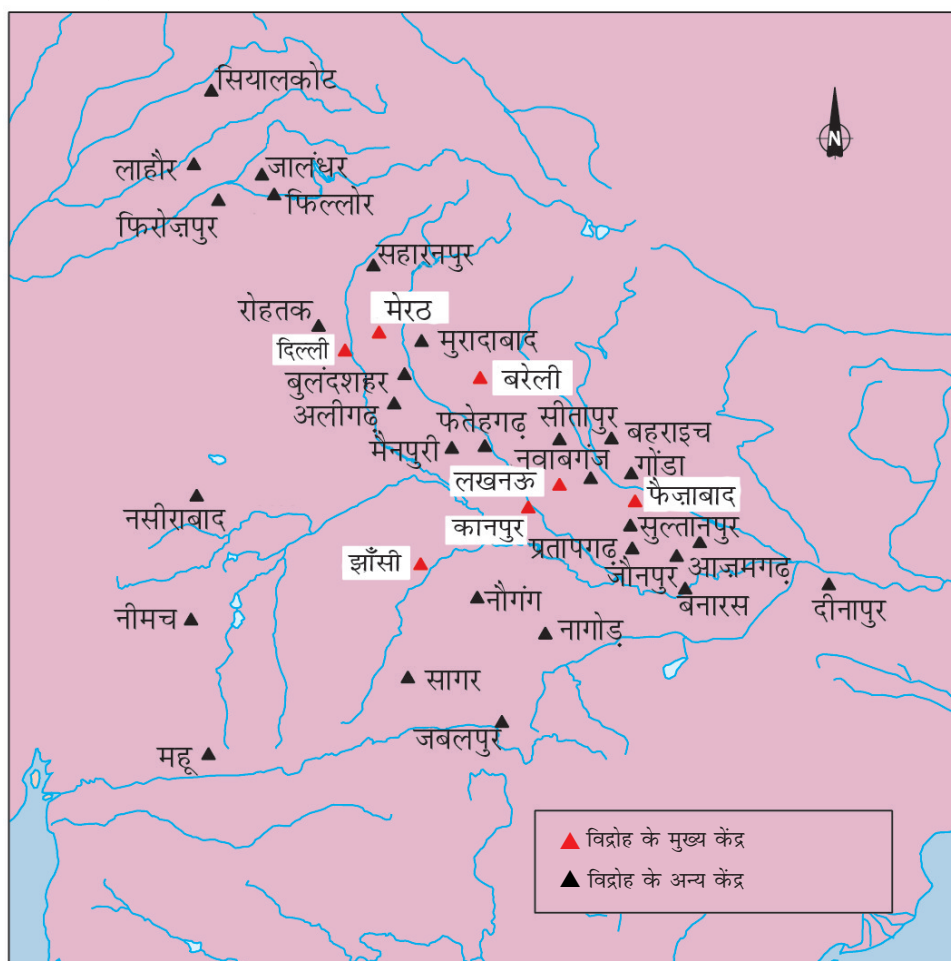 सियालकोट
लाहौर
जालंधर
फिल्लोर
फिरोज़पुर
N
सहारनपुर
रोहतक
मेरठ
दिल्ली
मुरादाबाद
बुलंदशहर
बरेली
अलीगढ़
फतेहगढ़
सीतापुर
बहराइच
मैनपुरी
नवाबगंज
गोंडा
लखनऊ
फैज़ाबाद
नसीराबाद
कानपुर
सुल्तानपुर
प्रतापगढ़
झाँसी
जौनपुर
आज़मगढ़
बनारस
दीनापुर
नौगंग
नीमच
नागोड़
सागर
जबलपुर
महू
विद्रोह के मुख्य केंद्र
विद्रोह के अन्य केंद्र